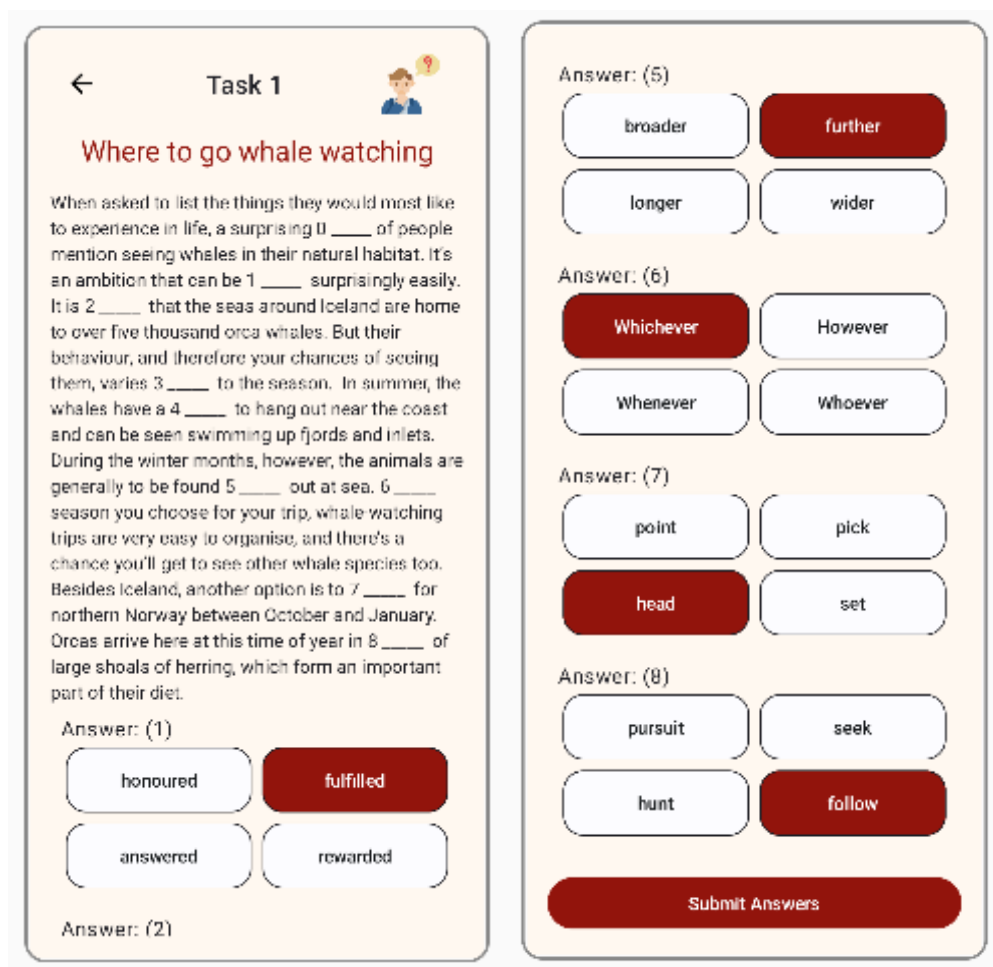 Task 1
?
Where to go whale watching
When asked to list the things they would most like
to experience in life, a surprising 0 ____ of people
mention seeing whales in their natural habitat. It's
an ambition that can be 1 ____ surprisingly easily.
It is 2 ____ that the seas around Iceland are home
to over five thousand orca whales. But their
behaviour, and therefore your chances of seeing
them, varies 3 ____ to the season. In summer, the
whales have a 4 ____ to hang out near the coast
and can be seen swimming up fjords and inlets.
During the winter months, however, the animals are
generally to be found 5 ____ out at sea. 6 ____
season you choose for your trip, whale-watching
trips are very easy to organise, and there's a
chance you'll get to see other whale species too.
Besides Iceland, another option is to 7 ____ for
northern Norway between October and January.
Orcas arrive here at this time of year in 8 ____ of
large shoals of herring, which form an important
part of their diet.
Answer: (1)
honoured fulfilled
answered rewarded
Answer: (2)
Answer: (5)
broader further
longer wider
Answer: (6)
Whichever However
Whenever Whoever
Answer: (7)
point pick
head set
Answer: (8)
pursuit seek
hunt follow
Submit Answers